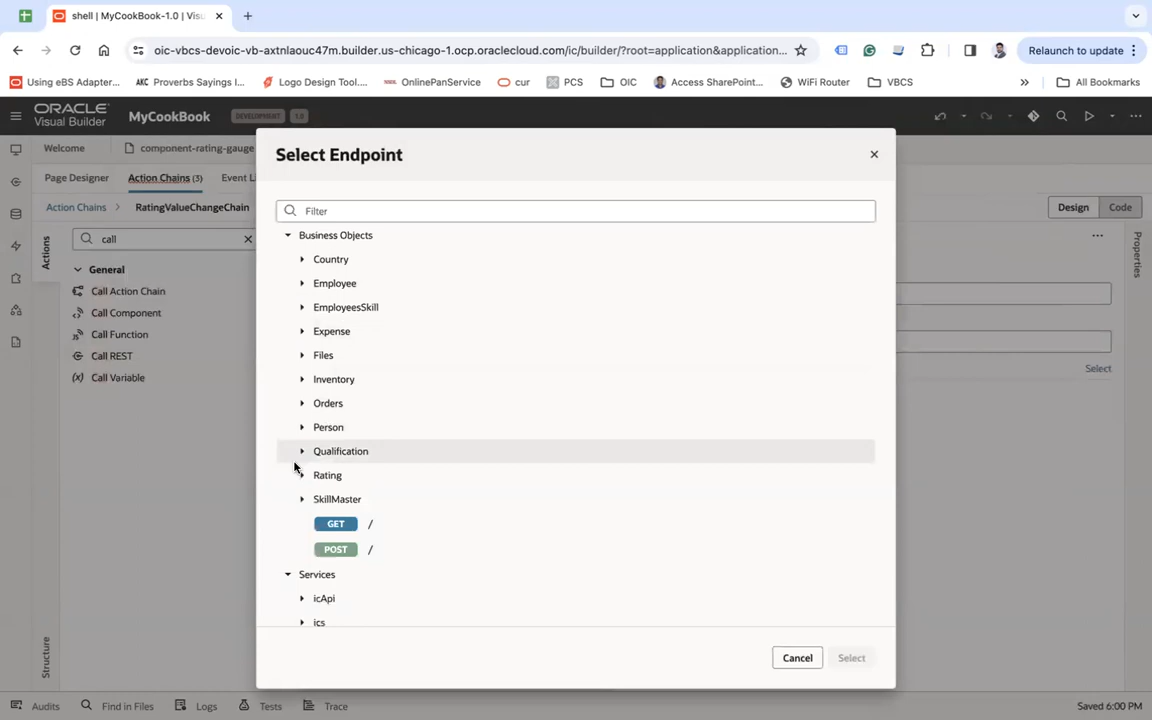 shell | MyCookBook-1.0 | Visu
oic-vbcs-devoic-vb-axtnlaouc47m.builder.us-chicago-1.ocp.oraclecloud.com/ic/builder/?root=application&application...
Relaunch to update
Using eBS Adapter...
Proverbs Sayings I...
Logo Design Tool....
OnlinePanService
cur
PCS
OIC
Access SharePoint...
WiFi Router
VBCS
All Bookmarks
ORACLE
Visual Builder
MyCookBook
DEVELOPMENT
1.0
Welcome
component-rating-gauge
Page Designer
Action Chains (3)
Event Li
Action Chains
RatingValueChangeChain
Design
Code
Actions
call
General
Call Action Chain
Call Component
Call Function
Call REST
(x) Call Variable
Structure
Properties
Select
Select Endpoint
Filter
Business Objects
Country
Employee
EmployeesSkill
Expense
Files
Inventory
Orders
Person
Qualification
Rating
SkillMaster
GET /
POST /
Services
icApi
ics
Cancel
Select
Audits
Find in Files
Logs
Tests
Trace
Saved 6:00 PM